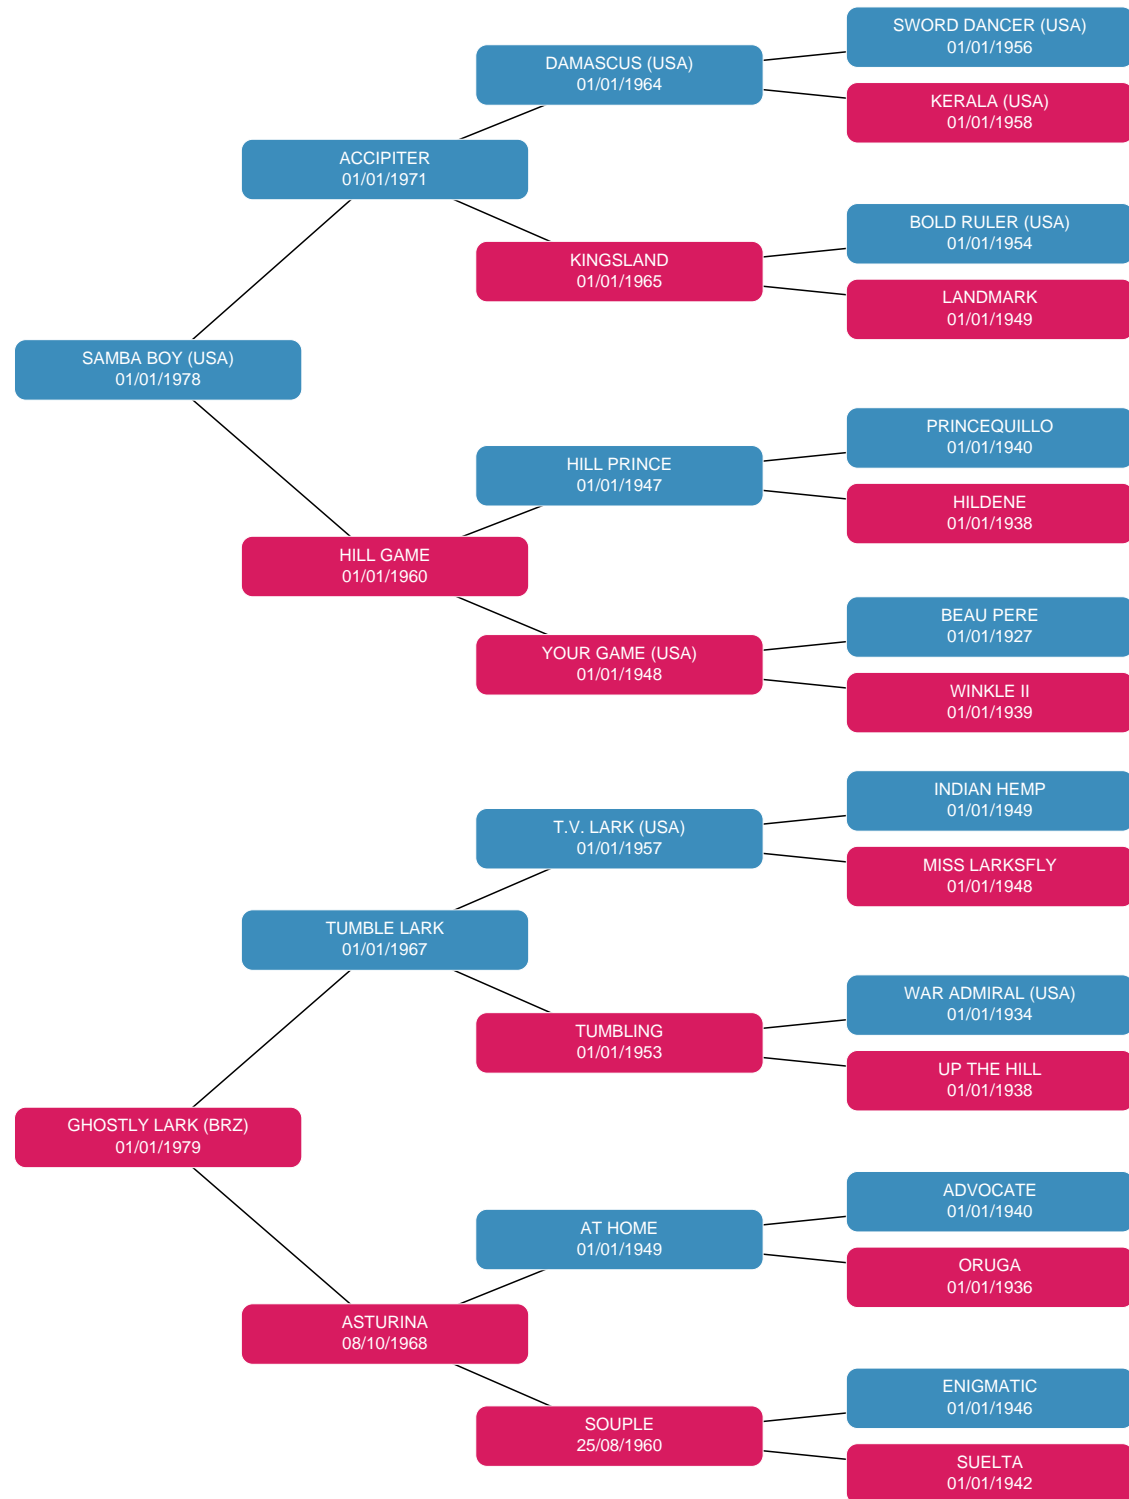 SWORD DANCER (USA)
01/01/1956
DAMASCUS (USA)
01/01/1964
KERALA (USA)
01/01/1958
ACCIPITER
01/01/1971
BOLD RULER (USA)
01/01/1954
KINGSLAND
01/01/1965
LANDMARK
01/01/1949
SAMBA BOY (USA)
01/01/1978
PRINCEQUILLO
01/01/1940
HILL PRINCE
01/01/1947
HILDENE
01/01/1938
HILL GAME
01/01/1960
BEAU PERE
01/01/1927
YOUR GAME (USA)
01/01/1948
WINKLE II
01/01/1939
INDIAN HEMP
01/01/1949
T.V. LARK (USA)
01/01/1957
MISS LARKSFLY
01/01/1948
TUMBLE LARK
01/01/1967
WAR ADMIRAL (USA)
01/01/1934
TUMBLING
01/01/1953
UP THE HILL
01/01/1938
GHOSTLY LARK (BRZ)
01/01/1979
ADVOCATE
01/01/1940
AT HOME
01/01/1949
ORUGA
01/01/1936
ASTURINA
08/10/1968
ENIGMATIC
01/01/1946
SOUPLE
25/08/1960
SUELTA
01/01/1942